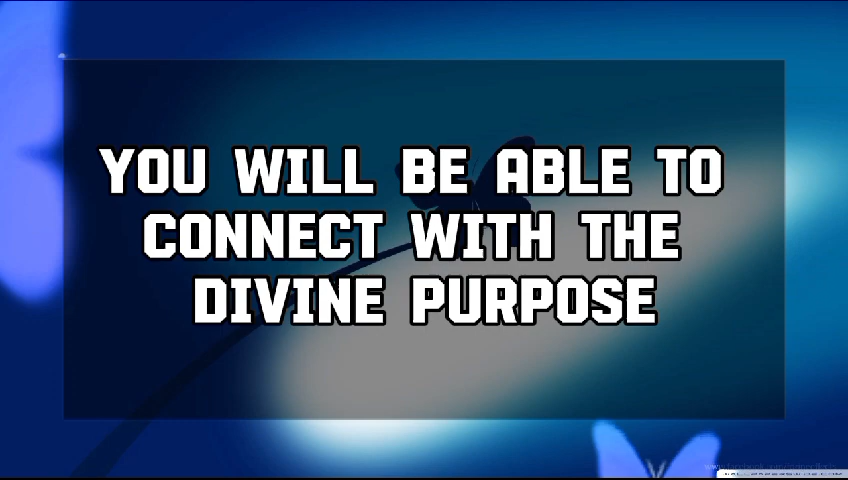 YOU WILL BE ABLE TO
CONNECT WITH THE
DIVINE PURPOSE